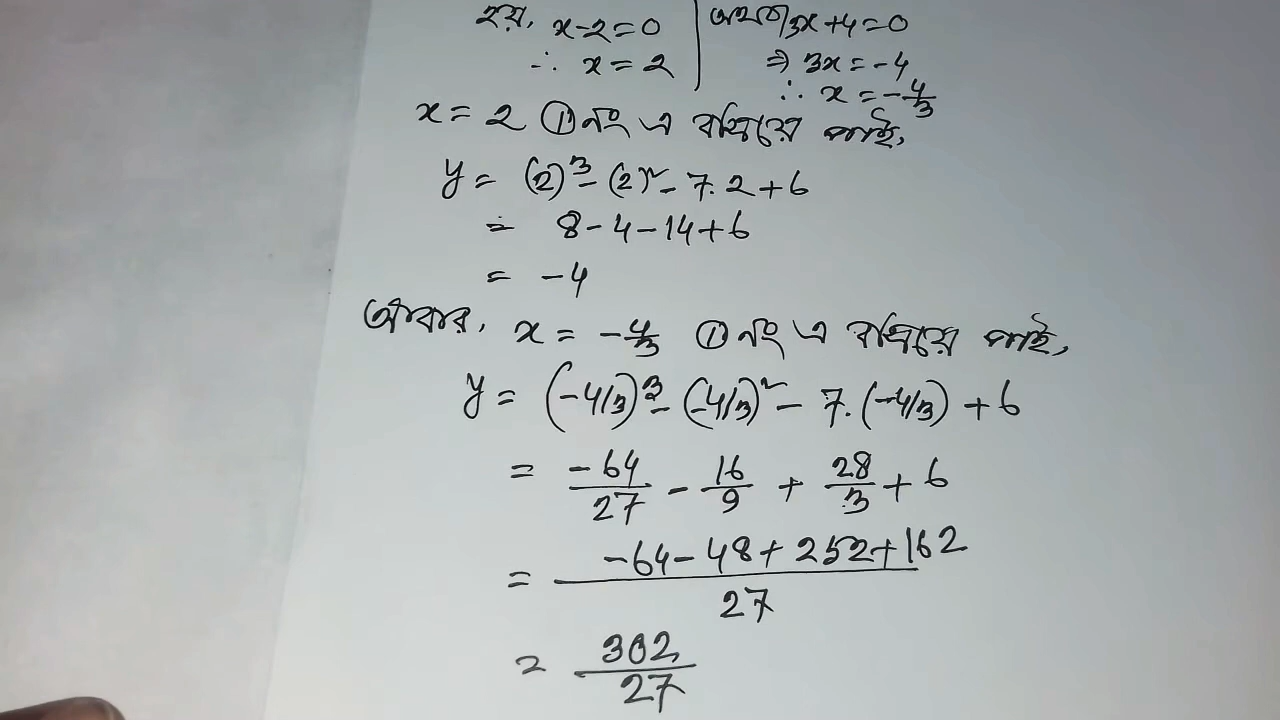 হয়, x-2=0 | অথবা 3x+4=0
∴ x=2 | ⇒ 3x=-4
∴ x=-4/3
x=2 ①নং এ বসিয়ে পাই,
y= (2)³-(2)²-7.2+6
= 8-4-14+6
= -4
আবার, x= -4/3 ①নং এ বসিয়ে পাই,
y= (-4/3)³-(-4/3)²-7.(-4/3)+6
= -64/27 - 16/9 + 28/3 + 6
= -64-48+252+162/27
= 302/27